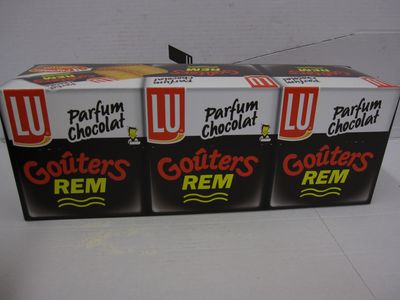 LU
Parfum
Chocolat
Goûters
REM
LU
Parfum
Chocolat
Goûters
REM
LU
Parfum
Chocolat
Goûters
REM